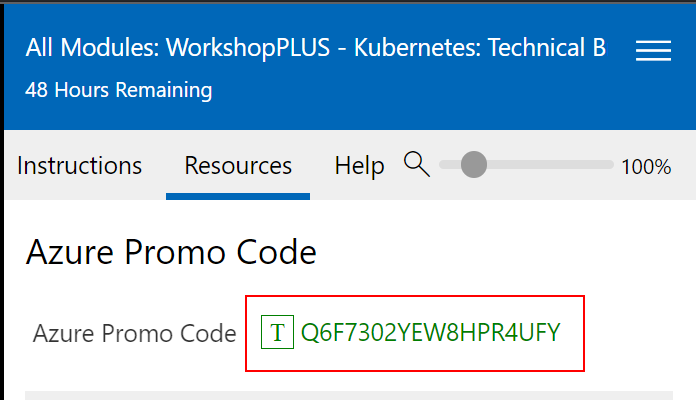 All Modules: WorkshopPLUS - Kubernetes: Technical B
48 Hours Remaining
Instructions Resources Help 100%
Azure Promo Code
Azure Promo Code T Q6F7302YEW8HPR4UFY